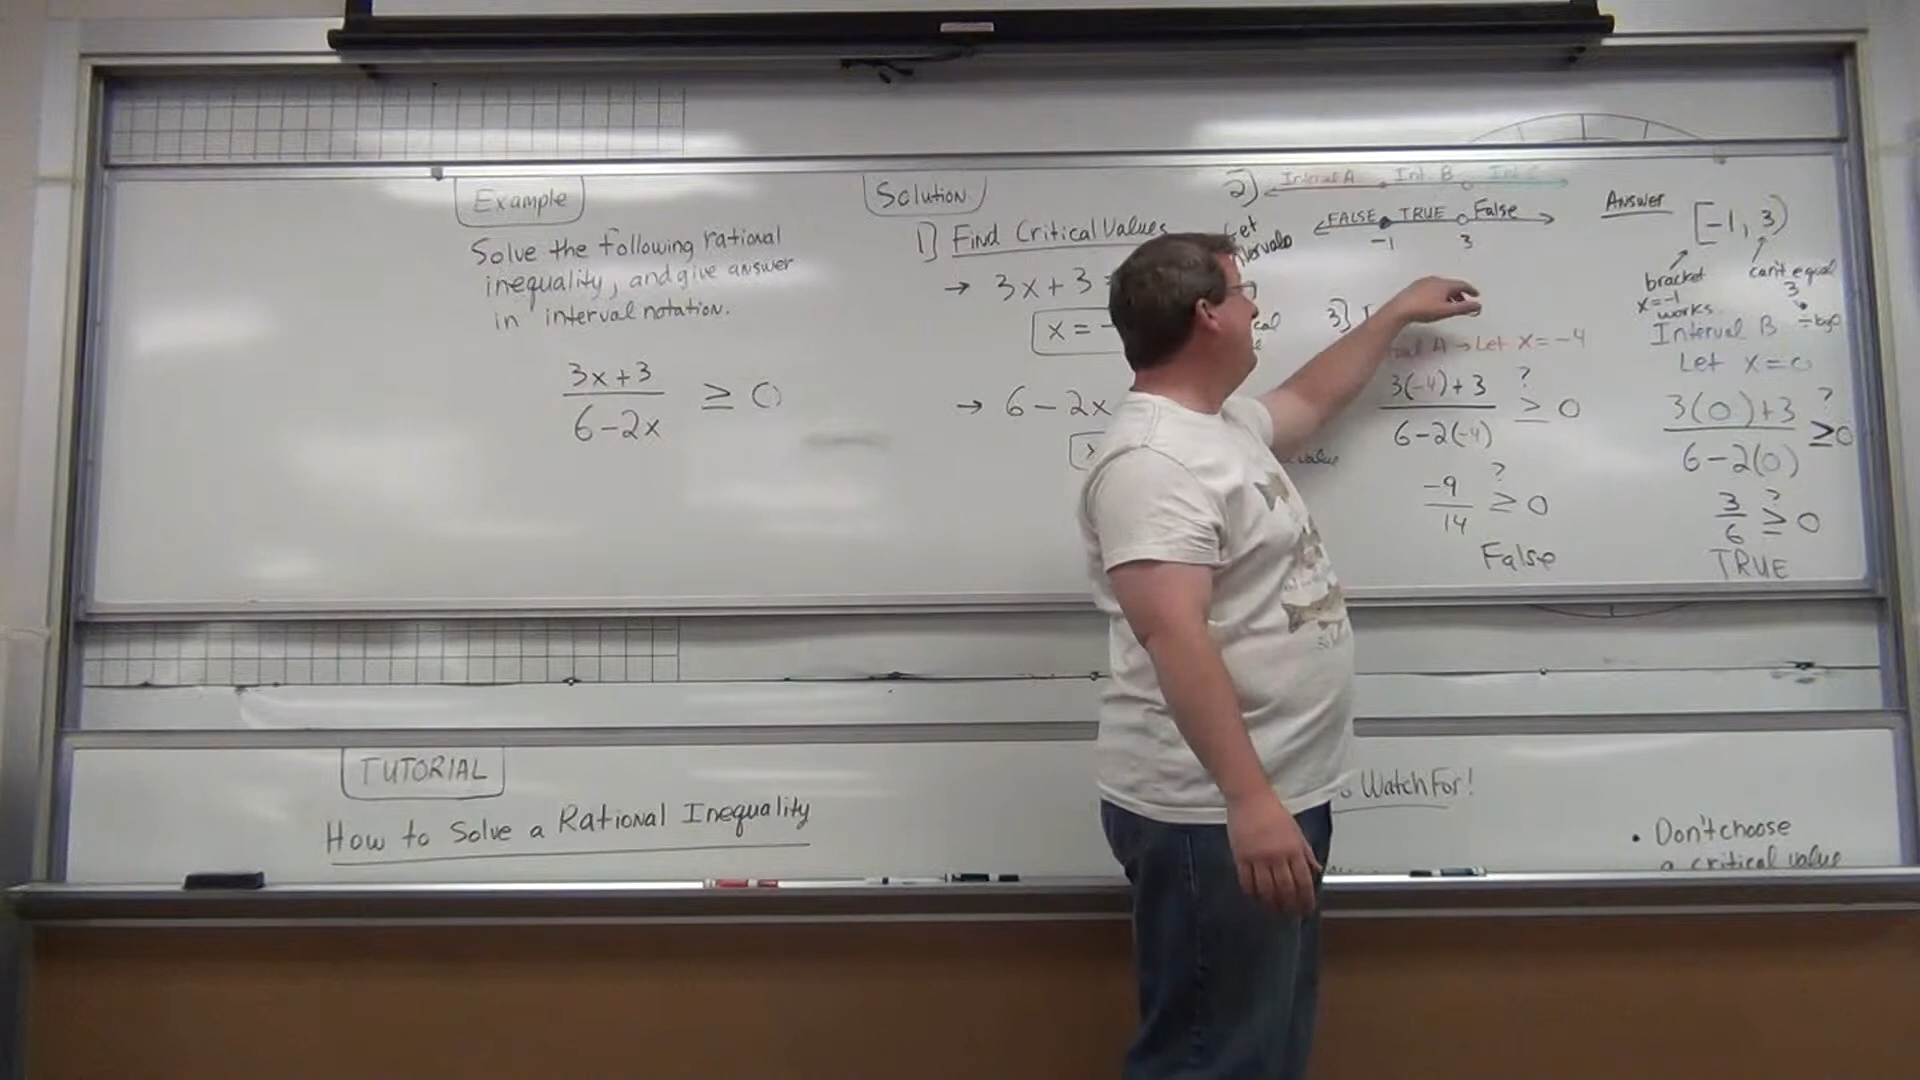 Example
Solve the following rational
inequality, and give answer
in interval notation.
3x+3
6-2x
≥ 0
Solution
1] Find Critical Values
→ 3x+3
x = -
→ 6-2x
2) Interval A Int. B Int. C
FALSE TRUE False
-1 3
3]
A → Let x = -4
3(-4)+3
6-2(-4)
? ≥ 0
-9
14
? ≥ 0
False
Answer [-1, 3)
bracket
x=-1
works
can't equal
3
÷ by 0
Interval B
Let x=0
3(0)+3
6-2(0)
? ≥0
3
6
? ≥ 0
TRUE
TUTORIAL
How to Solve a Rational Inequality
Watch For!
• Don't choose
a critical value